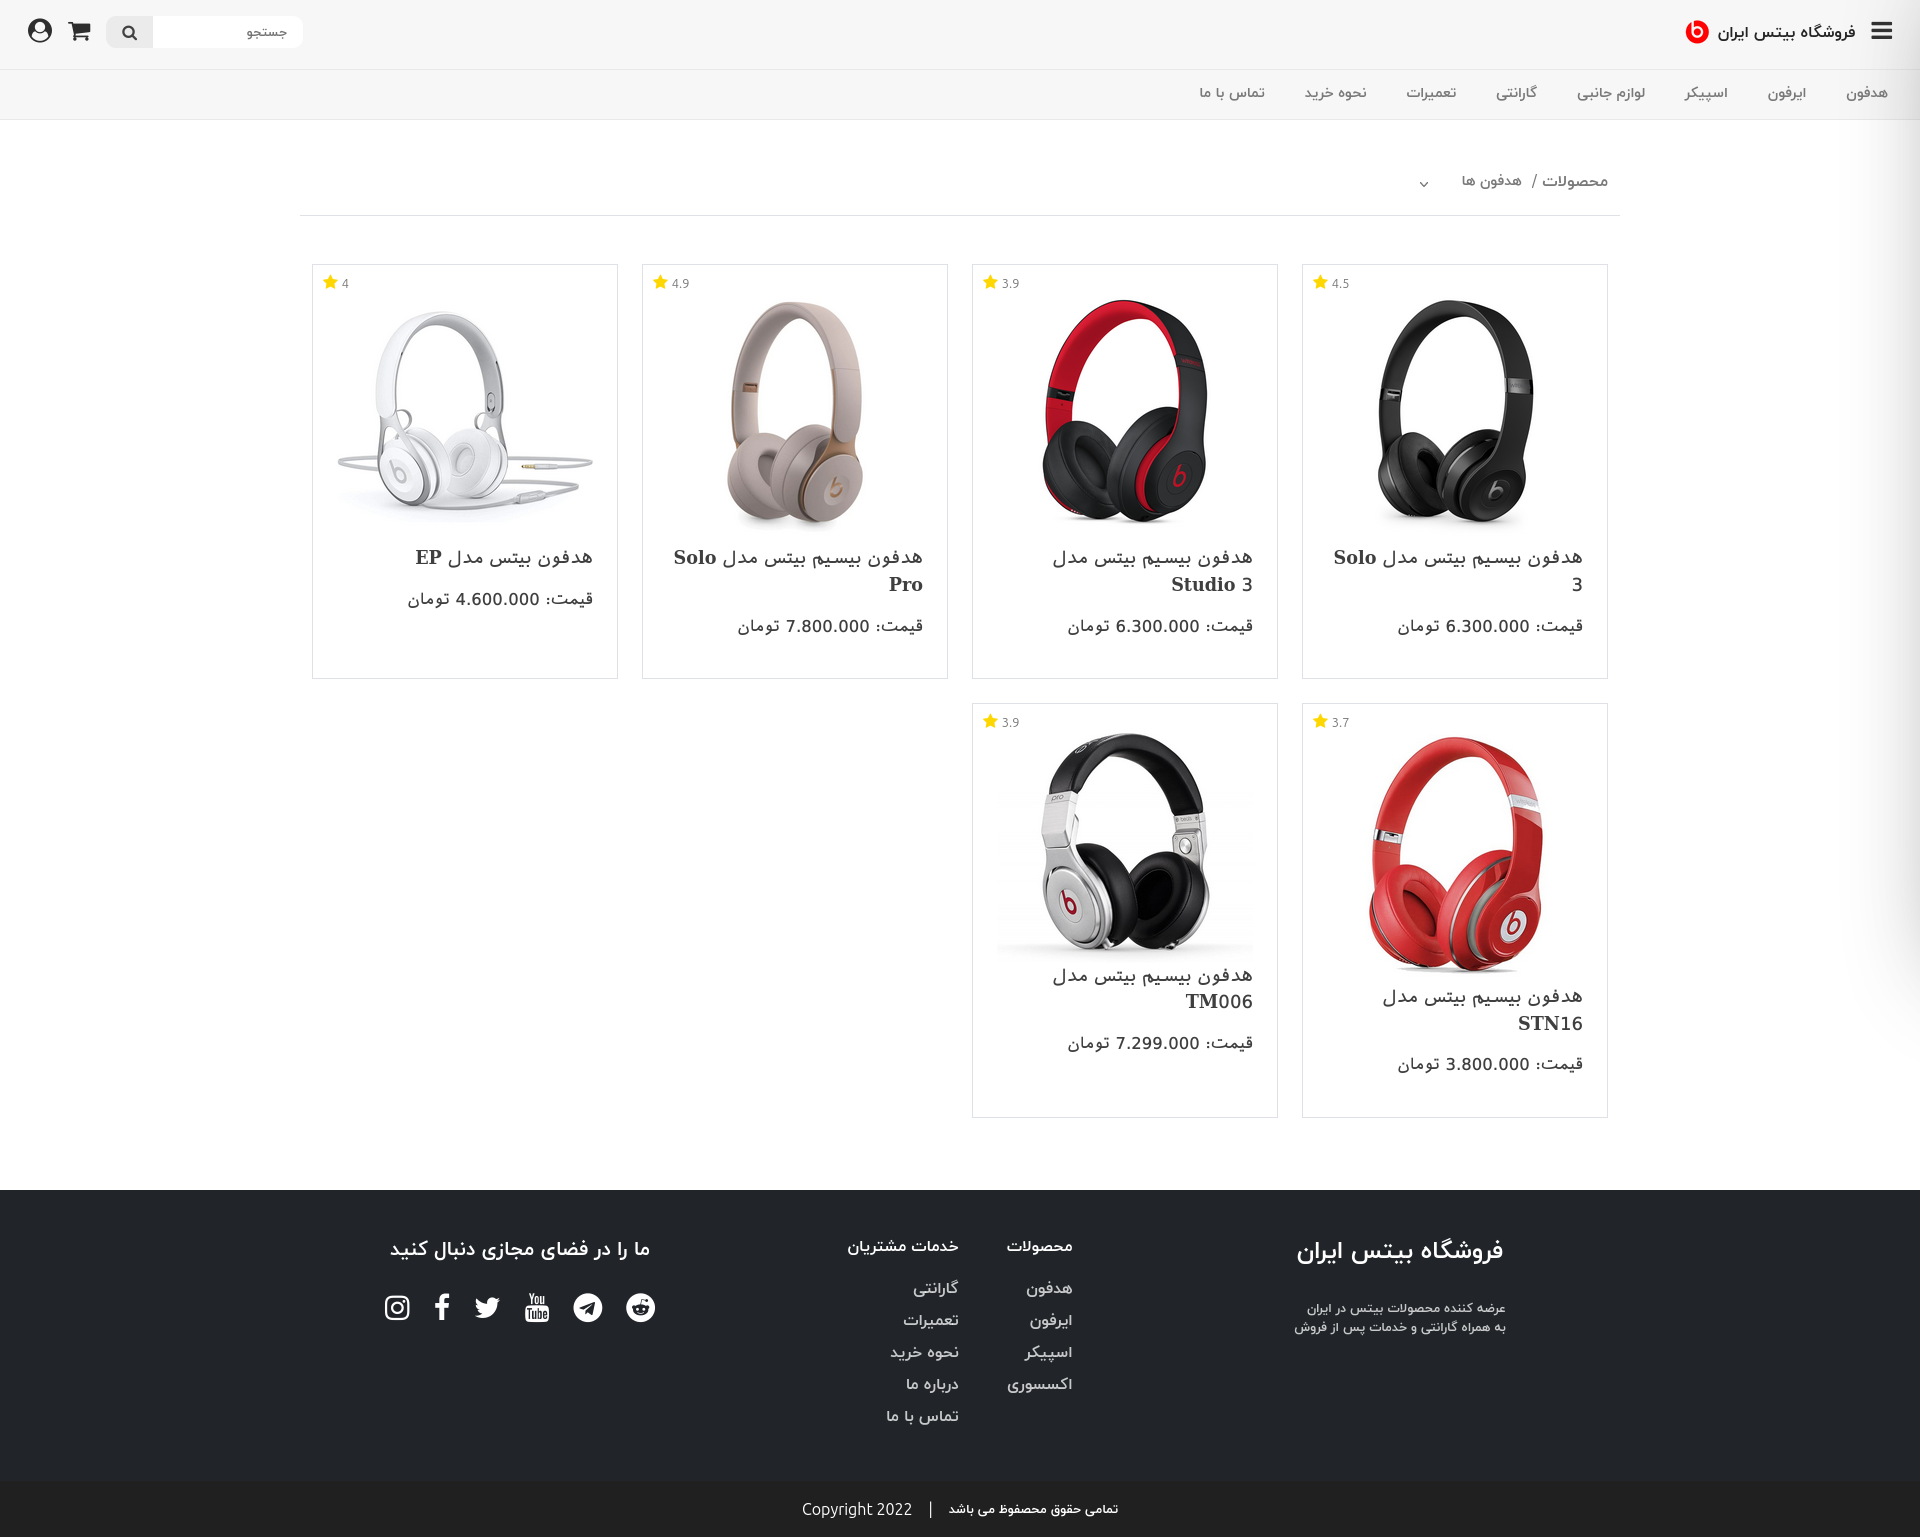 فروشگاه بیتس ایران
جستجو
هدفون
ایرفون
اسپیکر
لوازم جانبی
گارانتی
تعمیرات
نحوه خرید
تماس با ما
محصولات / هدفون ها
4.5
هدفون بیسیم بیتس مدل Solo
3
قیمت: 6.300.000 تومان
3.9
هدفون بیسیم بیتس مدل
Studio 3
قیمت: 6.300.000 تومان
4.9
هدفون بیسیم بیتس مدل Solo
Pro
قیمت: 7.800.000 تومان
4
هدفون بیتس مدل EP
قیمت: 4.600.000 تومان
3.7
هدفون بیسیم بیتس مدل
STN16
قیمت: 3.800.000 تومان
3.9
pro
beats
هدفون بیسیم بیتس مدل
TM006
قیمت: 7.299.000 تومان
فروشگاه بیتس ایران
عرضه کننده محصولات بیتس در ایران
به همراه گارانتی و خدمات پس از فروش
محصولات
هدفون
ایرفون
اسپیکر
اکسسوری
خدمات مشتریان
گارانتی
تعمیرات
نحوه خرید
درباره ما
تماس با ما
ما را در فضای مجازی دنبال کنید
You
Tube
تمامی حقوق محصفوظ می باشد | Copyright 2022